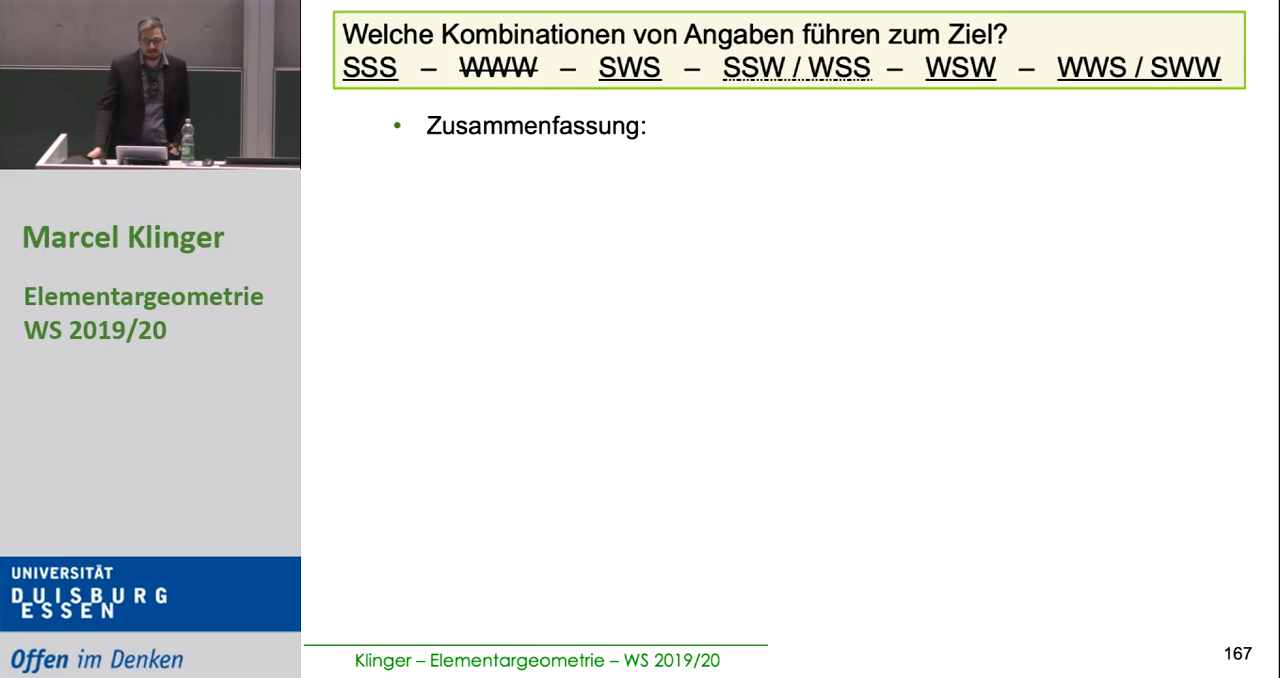 Welche Kombinationen von Angaben führen zum Ziel?
SSS – WWW – SWS – SSW / WSS – WSW – WWS / SWW
• Zusammenfassung:
Marcel Klinger
Elementargeometrie
WS 2019/20
UNIVERSITÄT
DUISBURG
ESSEN
Offen im Denken
Klinger – Elementargeometrie – WS 2019/20
167